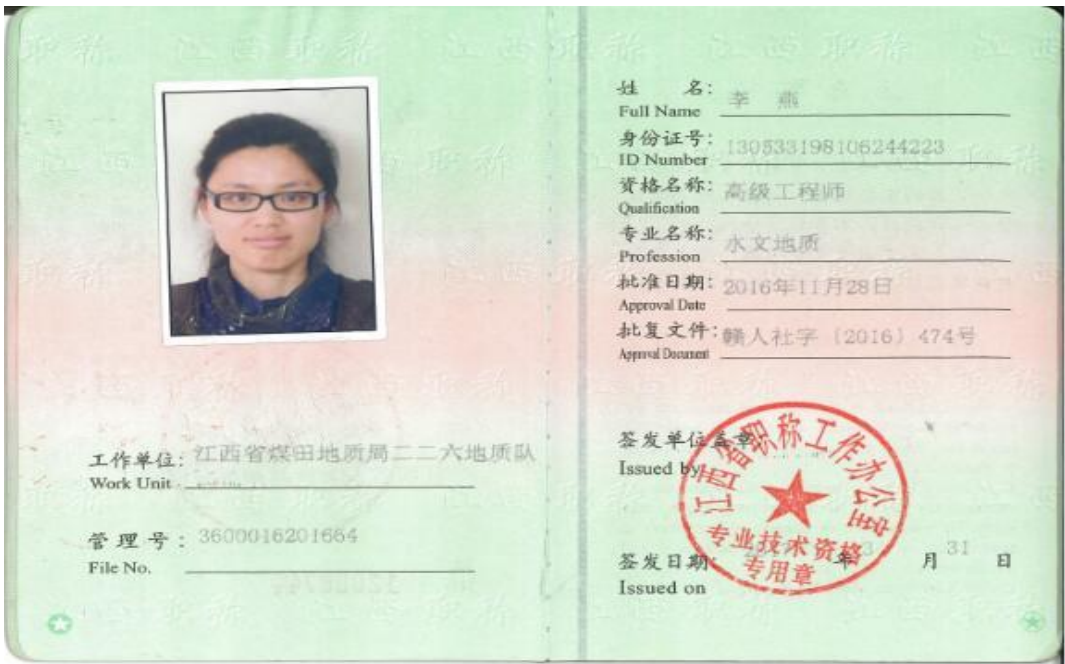 工作单位: 江西省煤田地质局二二六地质队
Work Unit
管 理 号: 3600016201664
File No.
姓 名: 李 燕
Full Name
身份证号: 130533198106244223
ID Number
资格名称: 高级工程师
Qualification
专业名称: 水文地质
Profession
批准日期: 2016年11月28日
Approval Date
批复文件: 赣人社字〔2016〕474号
Approval Document
签发单位盖章
Issued by
江西省职称工作办公室
专业技术资格
专用章
签发日期: 年 3 月 31 日
Issued on